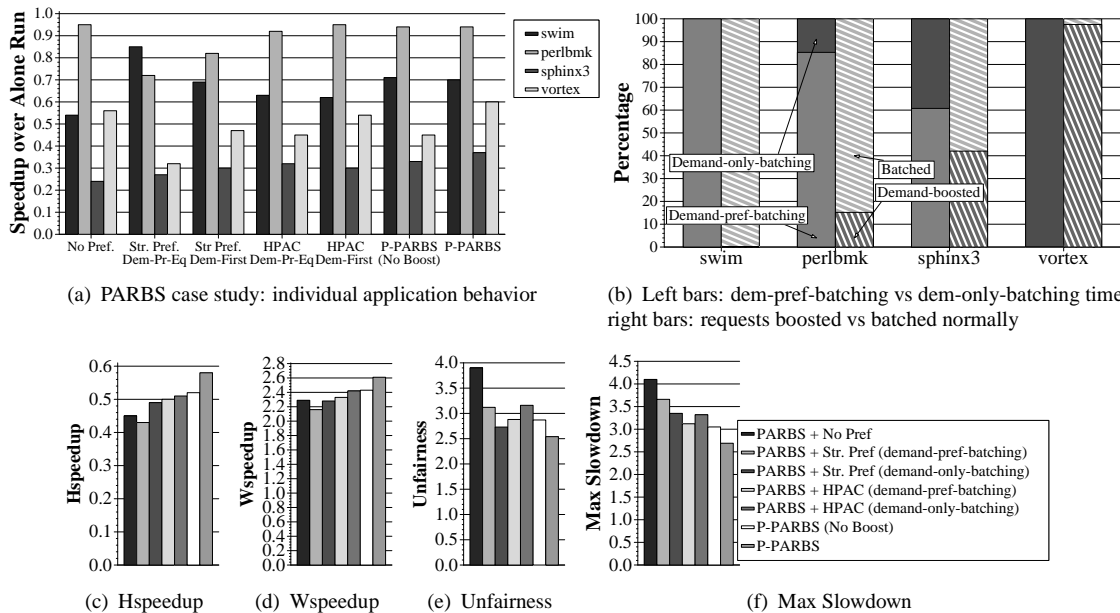 Speedup over Alone Run
1.0
0.9
0.8
0.7
0.6
0.5
0.4
0.3
0.2
0.1
0.0
swim
perlbmk
sphinx3
vortex
No Pref.
Str. Pref.
Dem-Pr-Eq
Str Pref.
Dem-First
HPAC
Dem-Pr-Eq
HPAC
Dem-First
P-PARBS
(No Boost)
P-PARBS
(a) PARBS case study: individual application behavior
Percentage
100
90
80
70
60
50
40
30
20
10
0
Demand-only-batching
Batched
Demand-boosted
Demand-pref-batching
swim
perlbmk
sphinx3
vortex
(b) Left bars: dem-pref-batching vs dem-only-batching time
right bars: requests boosted vs batched normally
Hspeedup
0.6
0.5
0.4
0.3
0.2
0.1
0.0
(c) Hspeedup
Wspeedup
2.8
2.6
2.4
2.2
2.0
1.8
1.6
1.4
1.2
1.0
0.8
0.6
0.4
0.2
0.0
(d) Wspeedup
Unfairness
4.0
3.5
3.0
2.5
2.0
1.5
1.0
0.5
0.0
(e) Unfairness
Max Slowdown
4.5
4.0
3.5
3.0
2.5
2.0
1.5
1.0
0.5
0.0
PARBS + No Pref
PARBS + Str. Pref (demand-pref-batching)
PARBS + Str. Pref (demand-only-batching)
PARBS + HPAC (demand-pref-batching)
PARBS + HPAC (demand-only-batching)
P-PARBS (No Boost)
P-PARBS
(f) Max Slowdown